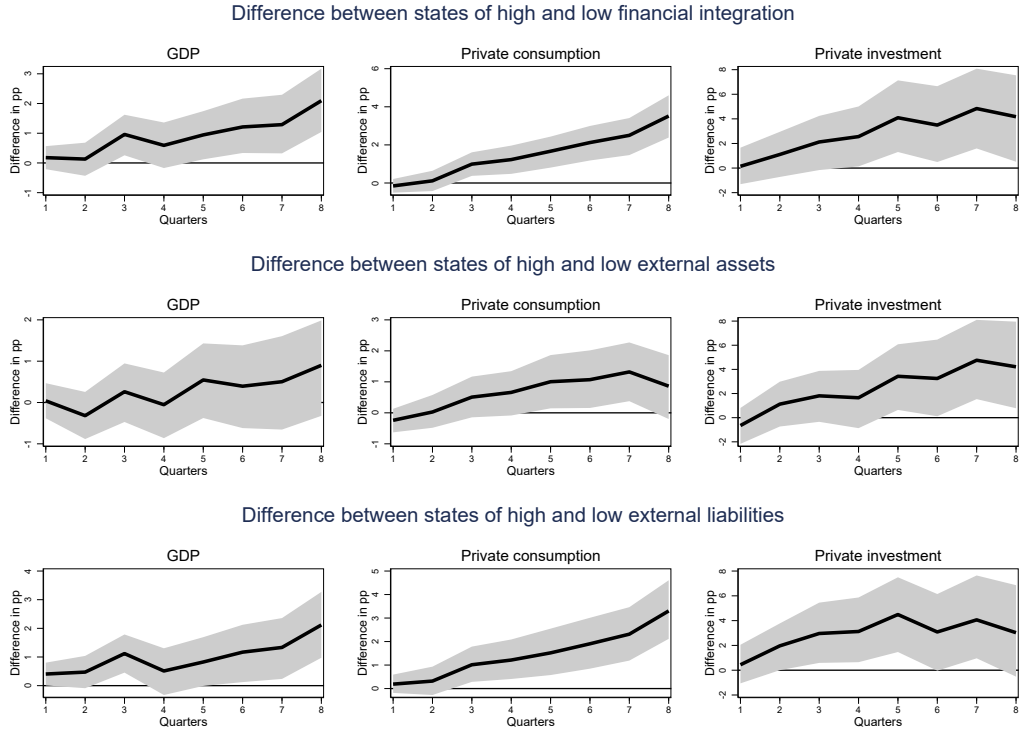 Difference between states of high and low financial integration
GDP Private consumption Private investment
Difference in pp Difference in pp Difference in pp
3 6 8
2 4 6
1 2 4
0 0 2
-1 0
-2
1 2 3 4 5 6 7 8 1 2 3 4 5 6 7 8 1 2 3 4 5 6 7 8
Quarters Quarters Quarters
Difference between states of high and low external assets
GDP Private consumption Private investment
Difference in pp Difference in pp Difference in pp
2 3 8
1 2 6
0 1 4
-1 0 2
-1 0
-2
1 2 3 4 5 6 7 8 1 2 3 4 5 6 7 8 1 2 3 4 5 6 7 8
Quarters Quarters Quarters
Difference between states of high and low external liabilities
GDP Private consumption Private investment
Difference in pp Difference in pp Difference in pp
4 5 8
3 4 6
2 3 4
1 2 2
0 1 0
0 -2
1 2 3 4 5 6 7 8 1 2 3 4 5 6 7 8 1 2 3 4 5 6 7 8
Quarters Quarters Quarters